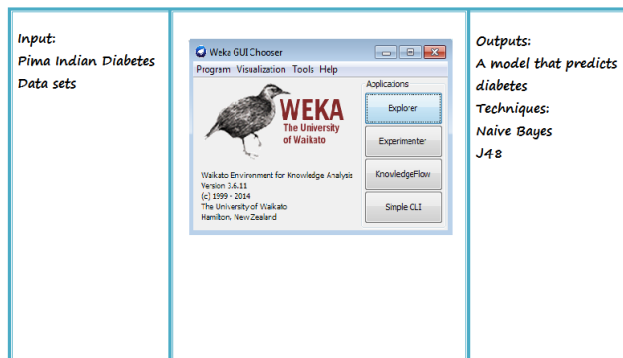 Input:
Pima Indian Diabetes
Data sets
Weka GUI Chooser
Program Visualization Tools Help
Applications
WEKA
The University
of Waikato
Explorer
Experimenter
KnowledgeFlow
Simple CLI
Waikato Environment for Knowledge Analysis
Version 3.6.11
(c) 1999 - 2014
The University of Waikato
Hamilton, New Zealand
Outputs:
A model that predicts
diabetes
Techniques:
Naive Bayes
J48